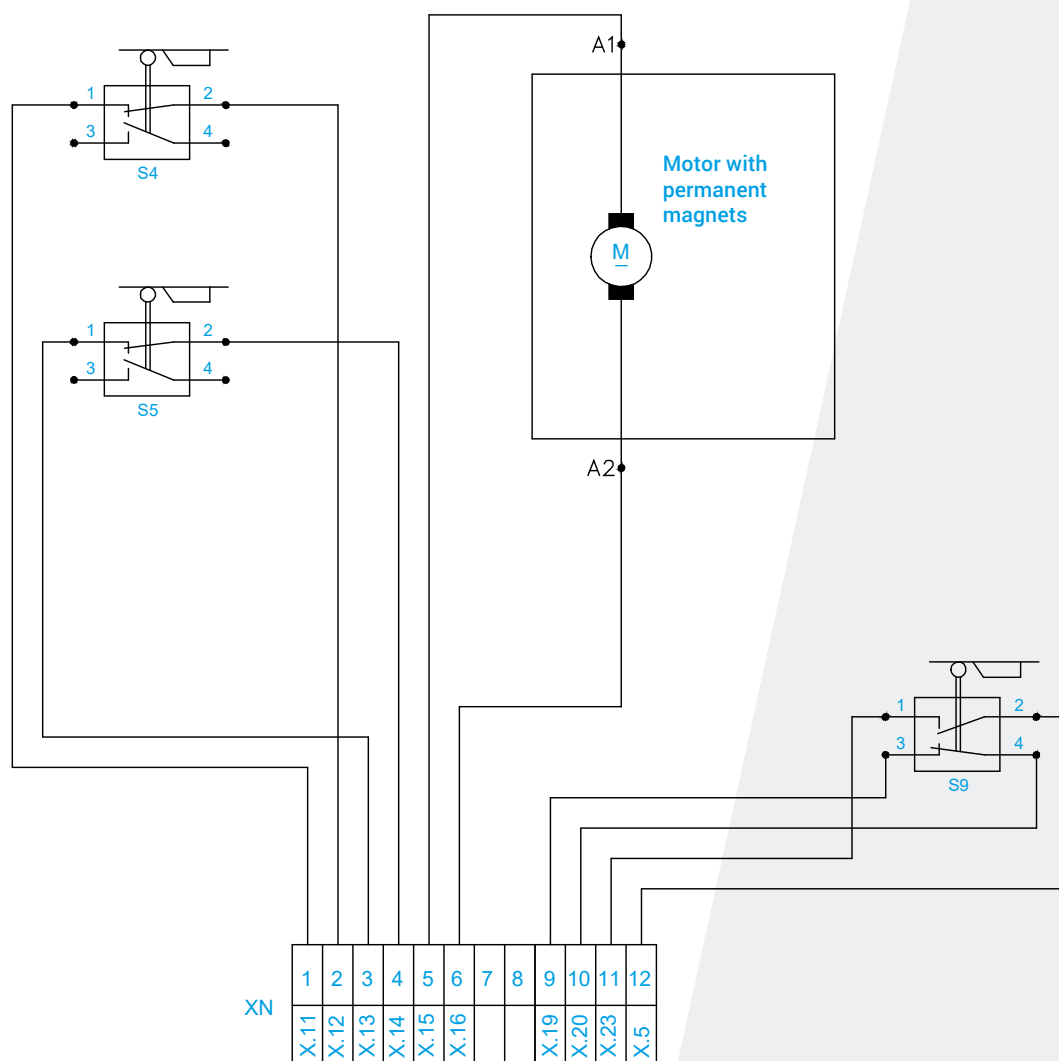 A1
1 2
3 4
S4
Motor with
permanent
magnets
M
1 2
3 4
S5
A2
1 2
3 4
S9
XN
1 2 3 4 5 6 7 8 9 10 11 12
X.11 X.12 X.13 X.14 X.15 X.16 X.19 X.20 X.23 X.5